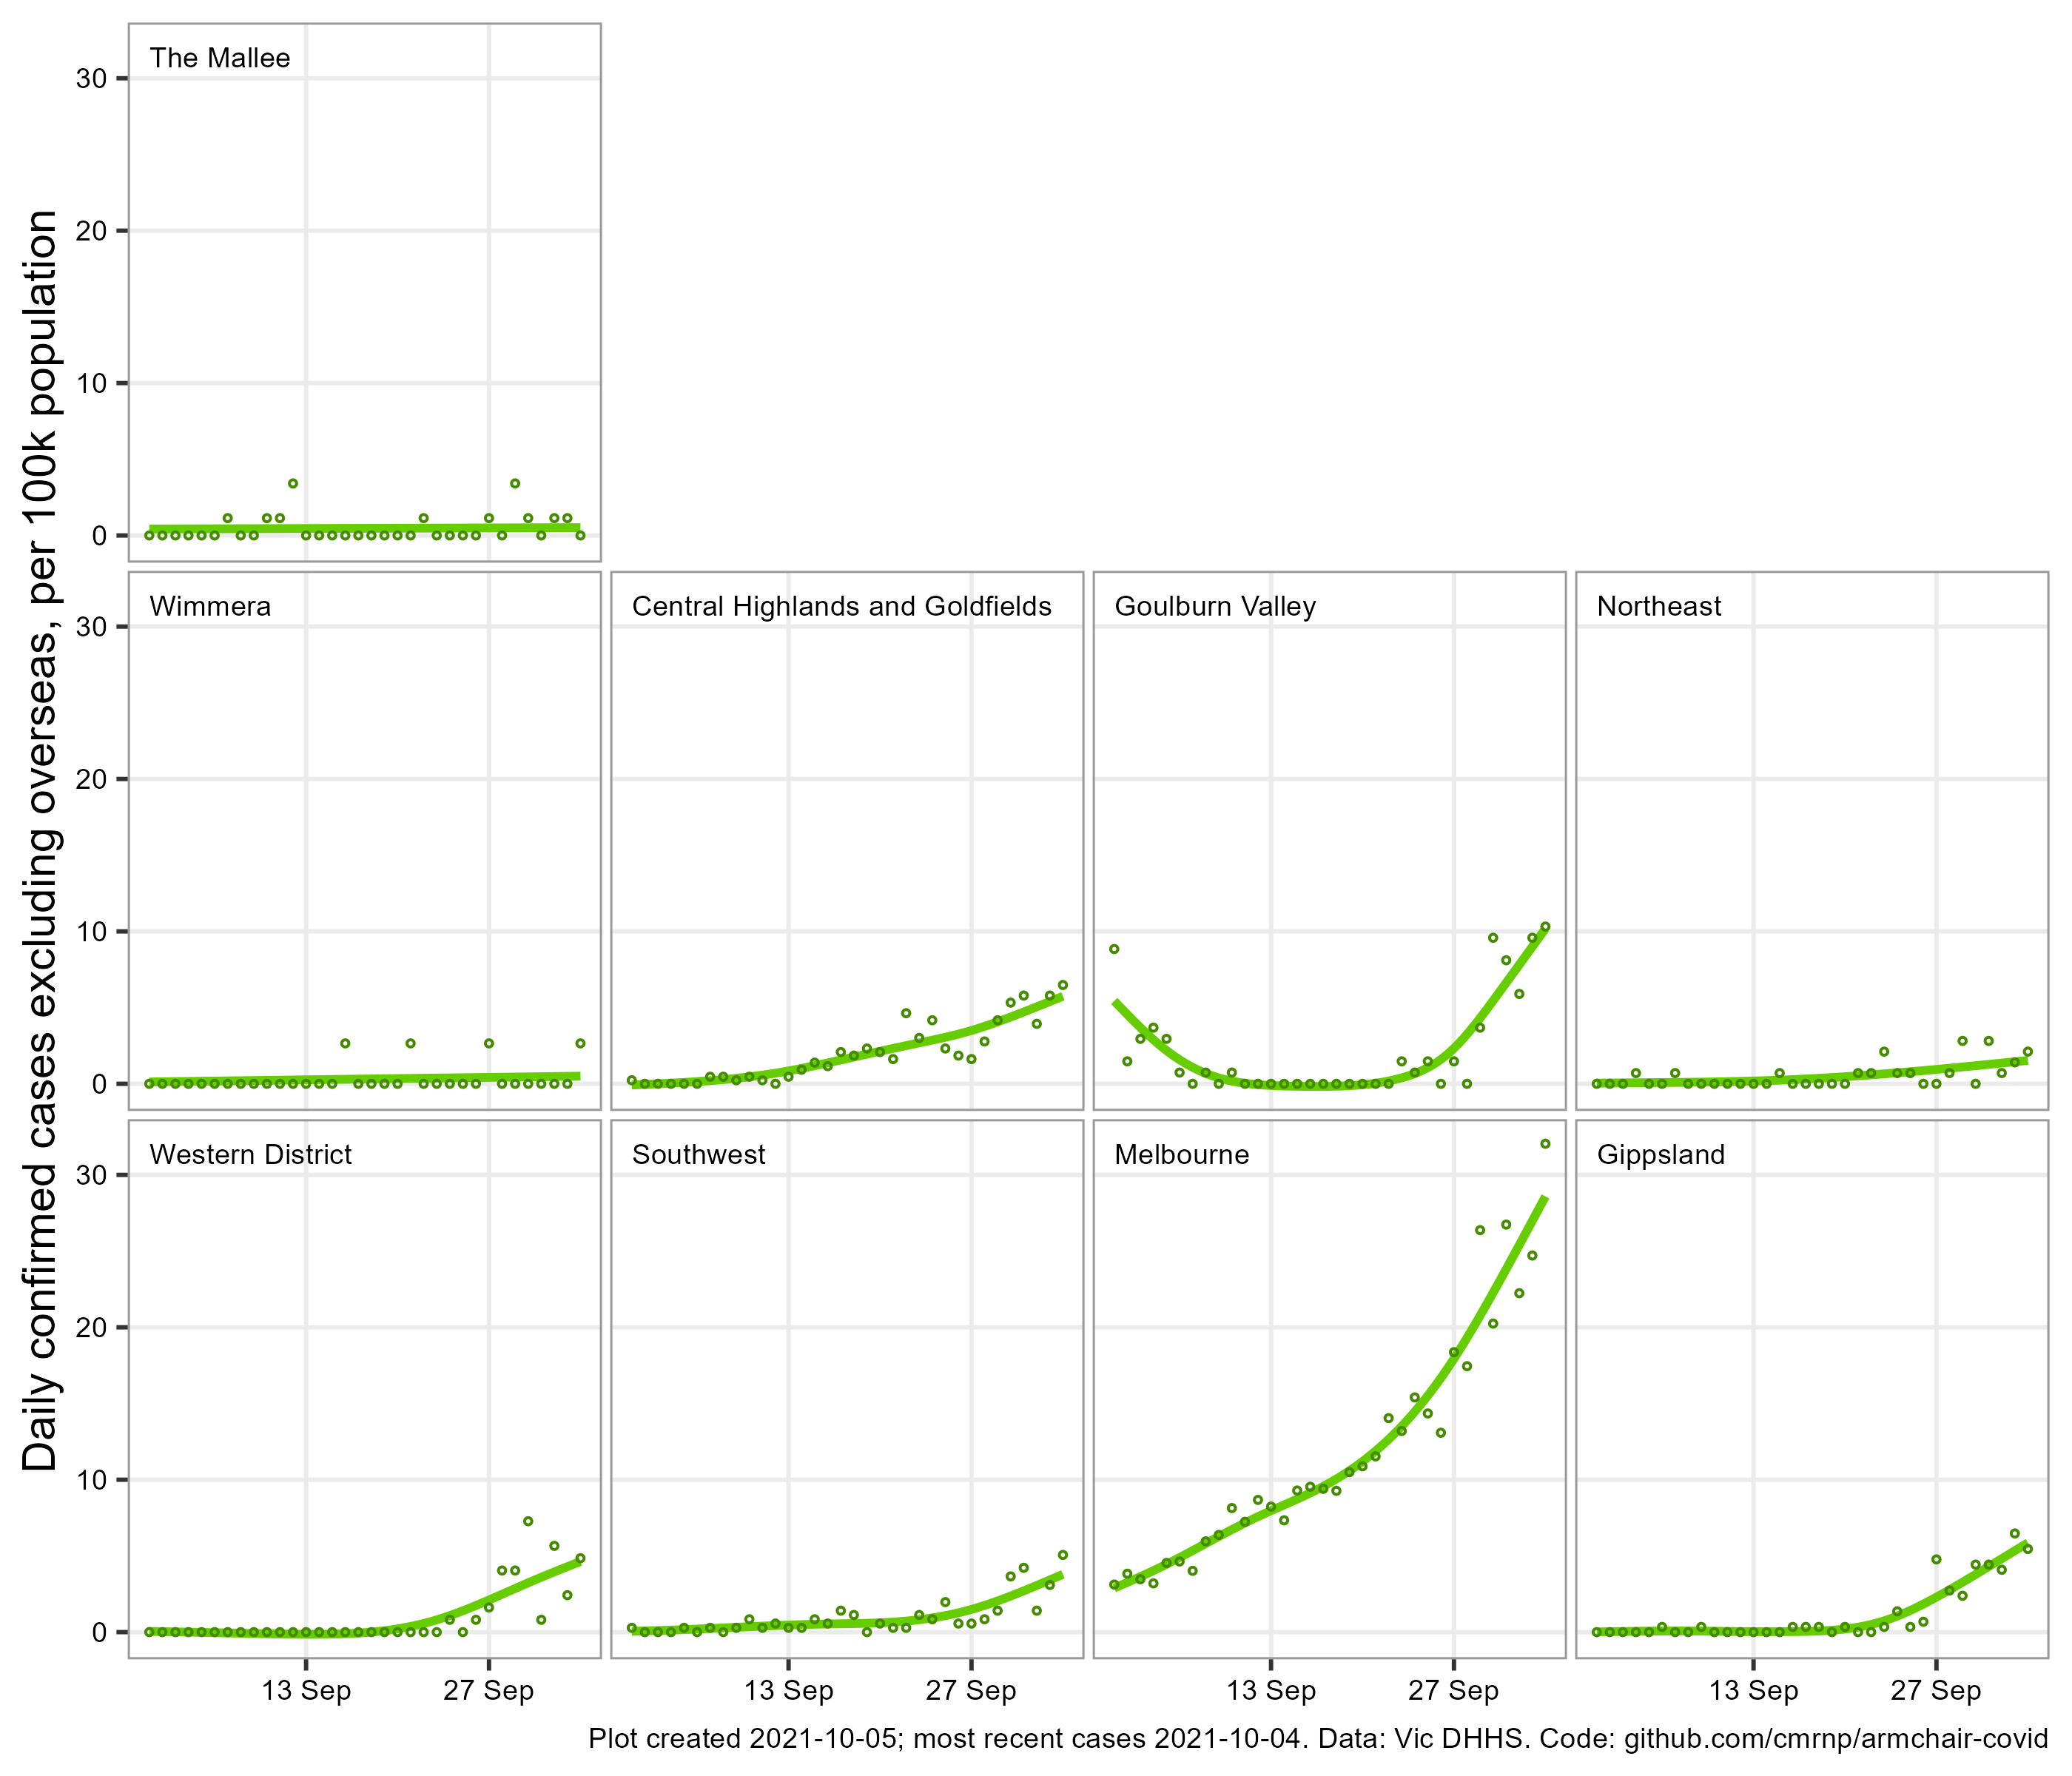 Daily confirmed cases excluding overseas, per 100k population
The Mallee
30
20
10
0
Wimmera
Central Highlands and Goldfields
Goulburn Valley
Northeast
30
20
10
0
Western District
Southwest
Melbourne
Gippsland
30
20
10
0
13 Sep 27 Sep 13 Sep 27 Sep 13 Sep 27 Sep 13 Sep 27 Sep
Plot created 2021-10-05; most recent cases 2021-10-04. Data: Vic DHHS. Code: github.com/cmrnp/armchair-covid